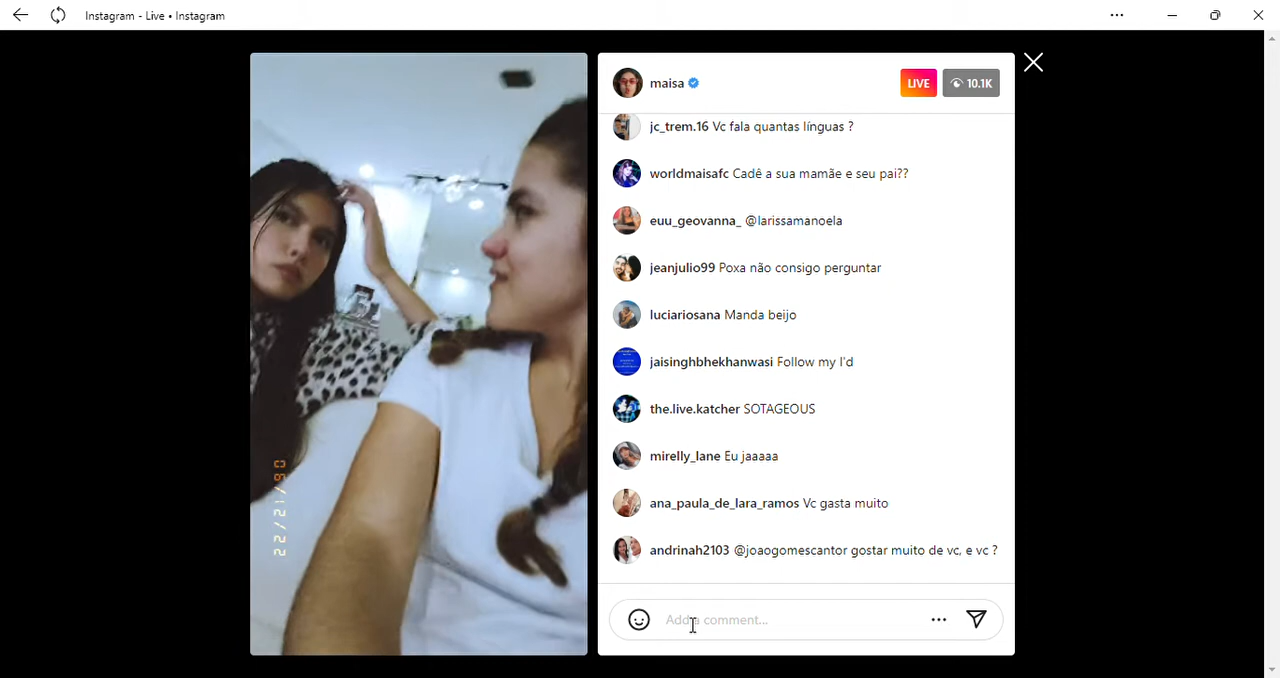 Instagram - Live • Instagram
maisa
LIVE
10.1K
jc_trem.16 Vc fala quantas línguas ?
worldmaisafc Cadê a sua mamãe e seu pai??
euu_geovanna_ @larissamanoela
jeanjulio99 Poxa não consigo perguntar
luciariosana Manda beijo
jaisinghbhekhanwasi Follow my I'd
the.live.katcher SOTAGEOUS
mirelly_lane Eu jaaaaa
ana_paula_de_lara_ramos Vc gasta muito
andrinah2103 @joaogomescantor gostar muito de vc, e vc ?
Add a comment...